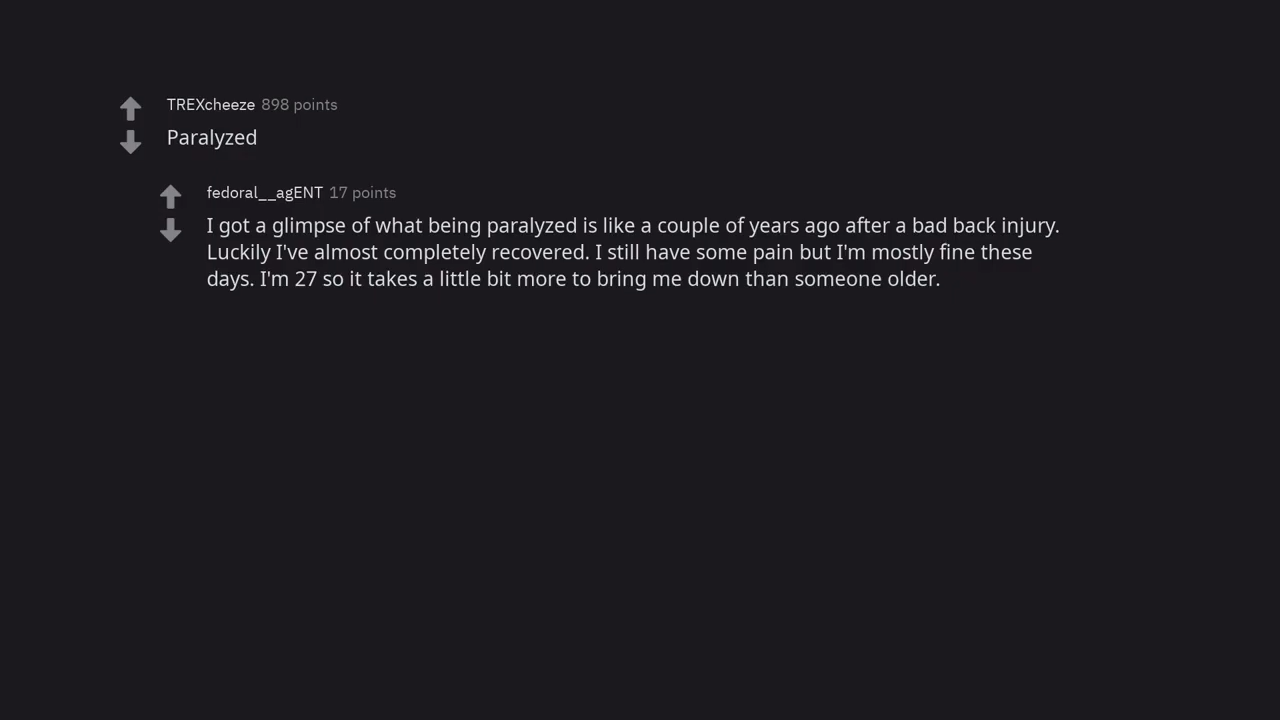 TREXcheeze 898 points
Paralyzed
fedoral__agENT 17 points
I got a glimpse of what being paralyzed is like a couple of years ago after a bad back injury.
Luckily I've almost completely recovered. I still have some pain but I'm mostly fine these
days. I'm 27 so it takes a little bit more to bring me down than someone older.